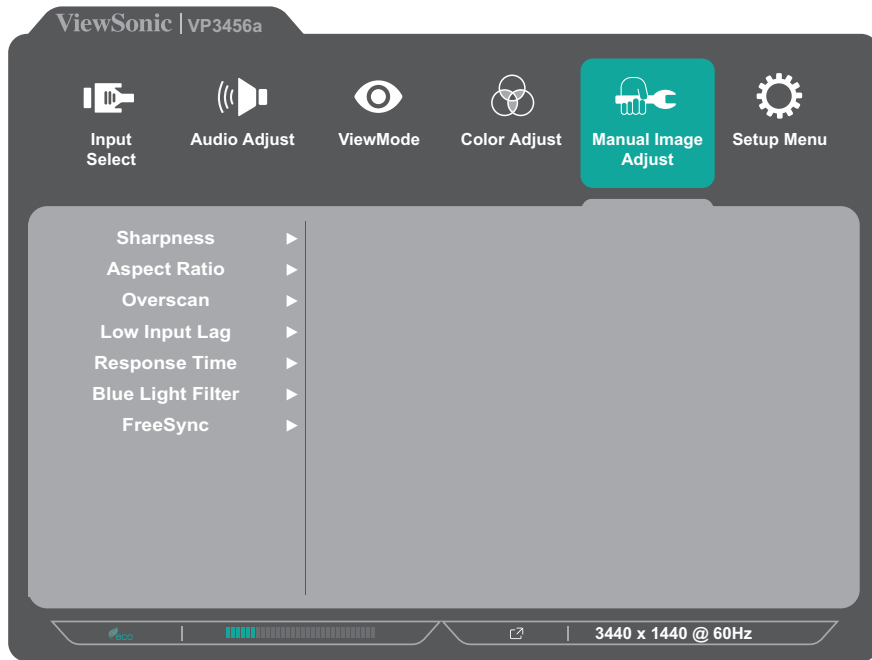 ViewSonic | VP3456a
Input
Select
Audio Adjust
ViewMode
Color Adjust
Manual Image
Adjust
Setup Menu
Sharpness
Aspect Ratio
Overscan
Low Input Lag
Response Time
Blue Light Filter
FreeSync
eco
3440 x 1440 @ 60Hz